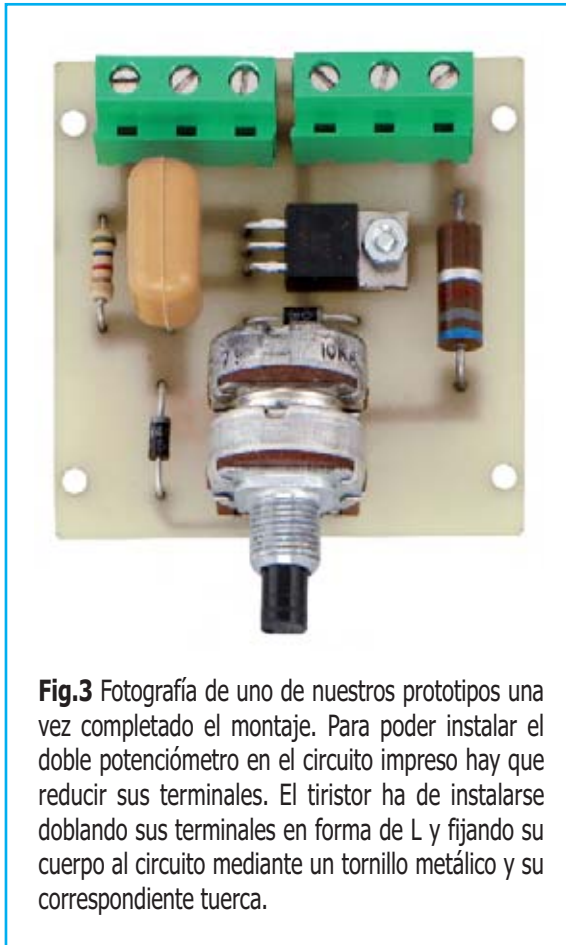 10KA
Fig.3 Fotografía de uno de nuestros prototipos una
vez completado el montaje. Para poder instalar el
doble potenciómetro en el circuito impreso hay que
reducir sus terminales. El tiristor ha de instalarse
doblando sus terminales en forma de L y fijando su
cuerpo al circuito mediante un tornillo metálico y su
correspondiente tuerca.